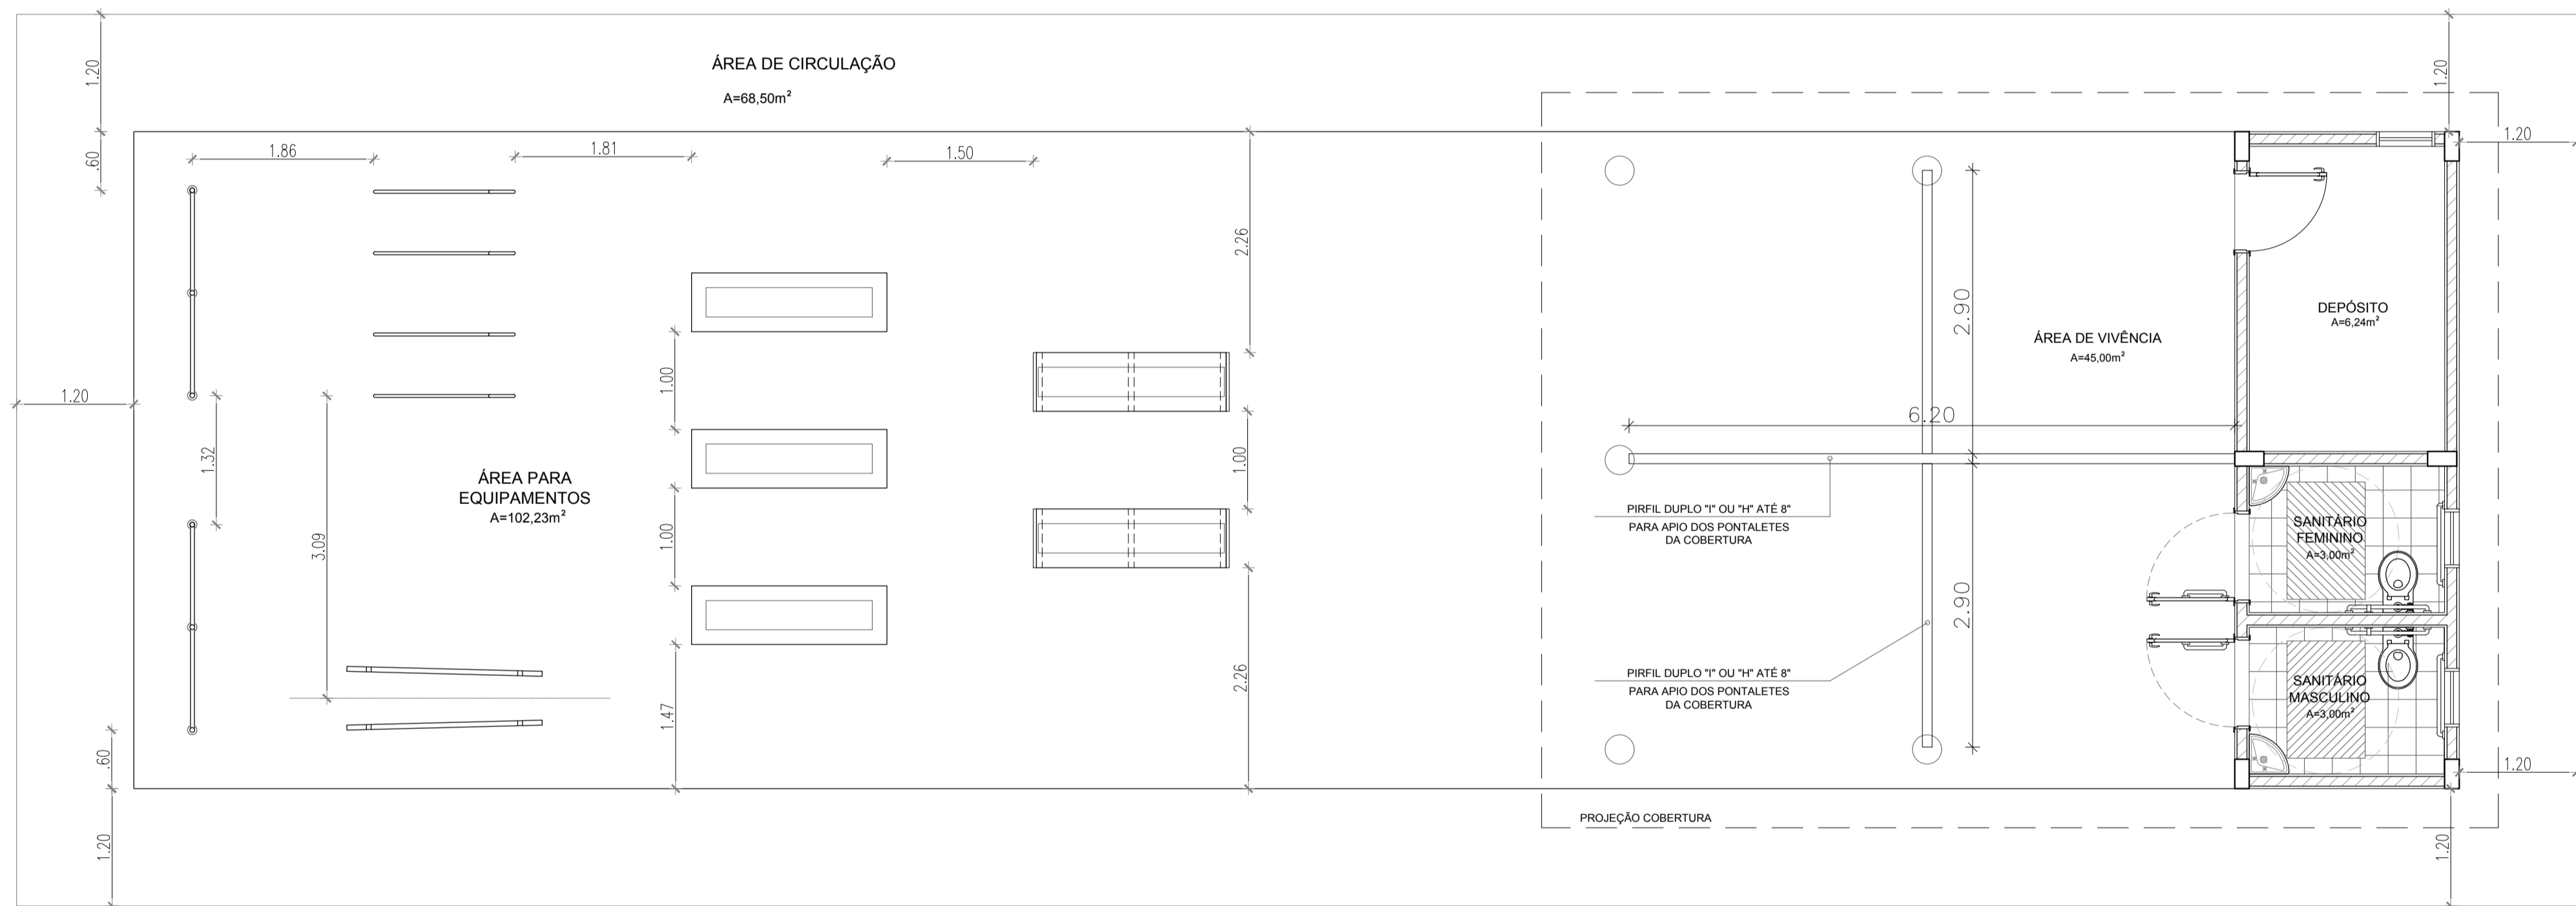 1.20
ÁREA DE CIRCULAÇÃO
A=68,50m²
1.20
.60
1.86
1.81
1.50
1.20
2.26
2.90
DEPÓSITO
A=6,24m²
ÁREA DE VIVÊNCIA
A=45,00m²
1.00
1.20
6.20
1.32
1.00
ÁREA PARA
EQUIPAMENTOS
A=102,23m²
PIRFIL DUPLO "I" OU "H" ATÉ 8"
PARA APIO DOS PONTALETES
DA COBERTURA
SANITÁRIO
FEMININO
A=3,00m²
3.09
1.00
2.90
PIRFIL DUPLO "I" OU "H" ATÉ 8"
PARA APIO DOS PONTALETES
DA COBERTURA
SANITÁRIO
MASCULINO
A=3,00m²
2.26
1.47
.60
1.20
PROJEÇÃO COBERTURA
1.20
1.20